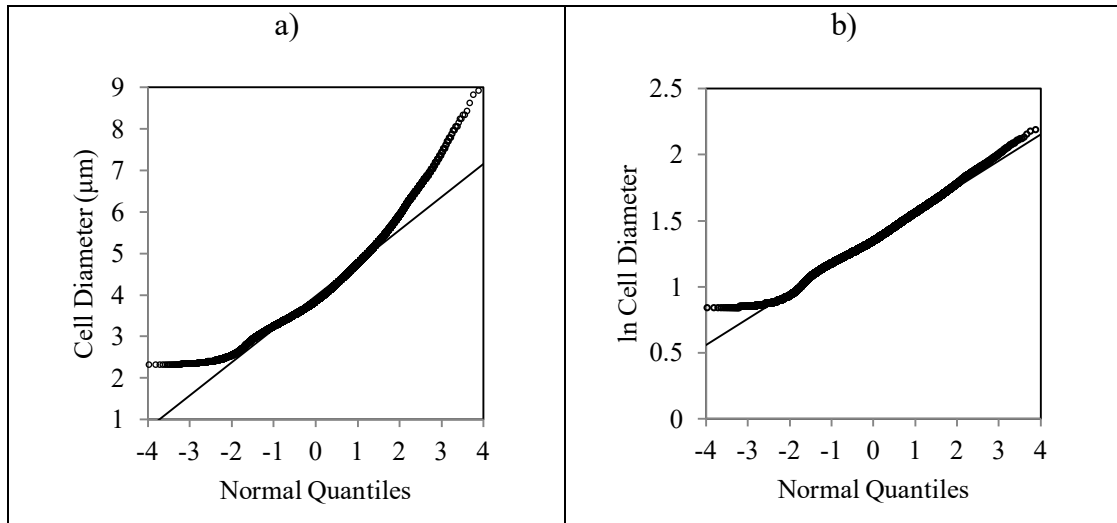 a)
9
8
7
6
5
4
3
2
1
Cell Diameter (μm)
-4 -3 -2 -1 0 1 2 3 4
Normal Quantiles
b)
2.5
2
1.5
1
0.5
0
ln Cell Diameter
-4 -3 -2 -1 0 1 2 3 4
Normal Quantiles